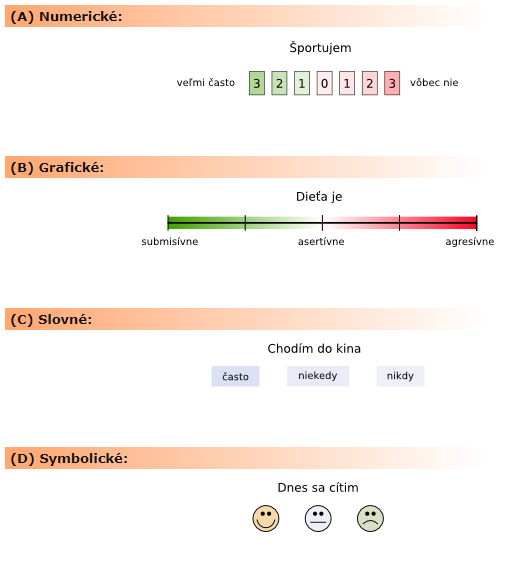 (A) Numerické:
Športujem
veľmi často 3 2 1 0 1 2 3 vôbec nie
(B) Grafické:
Dieťa je
submisívne asertívne agresívne
(C) Slovné:
Chodím do kina
často niekedy nikdy
(D) Symbolické:
Dnes sa cítim